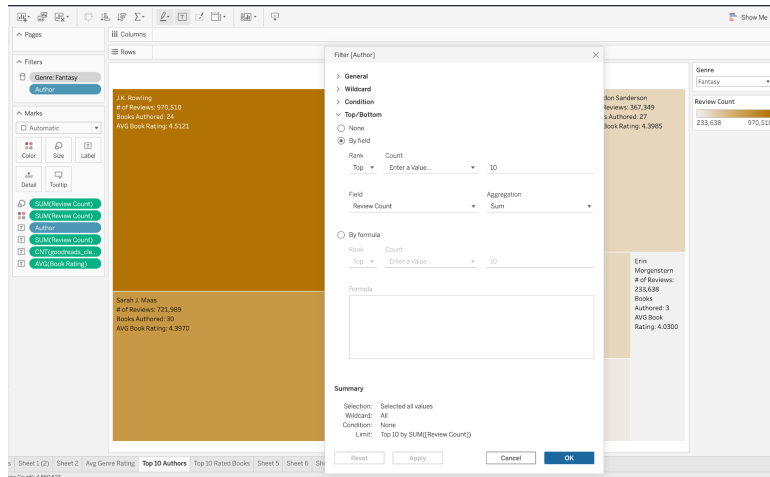 Show Me
Pages
Columns
Rows
Filters
Genre: Fantasy
Author
Marks
Automatic
Color
Size
Label
Detail
Tooltip
SUM(Review Count)
SUM(Review Count)
Author
SUM(Review Count)
CNT(goodreads_cle...
AVG(Book Rating)
J.K. Rowling
# of Reviews: 970,510
Books Authored: 24
AVG Book Rating: 4.5121
Sarah J. Maas
# of Reviews: 721,989
Books Authored: 30
AVG Book Rating: 4.3970
Filter [Author]
General
Wildcard
Condition
Top/Bottom
None
By field
Rank
Count
Top
Enter a Value...
10
Field
Aggregation
Review Count
Sum
By formula
Rank
Count
Top
Enter a Value...
10
Formula
Summary
Selection: Selected all values
Wildcard: All
Condition: None
Limit: Top 10 by SUM([Review Count])
Reset
Apply
Cancel
OK
don Sanderson
Reviews: 367,349
s Authored: 27
Book Rating: 4.3985
Erin
Morgenstern
# of Reviews:
233,638
Books
Authored: 3
AVG Book
Rating: 4.0300
Genre
Fantasy
Review Count
233,638
970,510
s
Sheet 1 (2)
Sheet 2
Avg Genre Rating
Top 10 Authors
Top 10 Rated Books
Sheet 5
Sheet 6
Sh